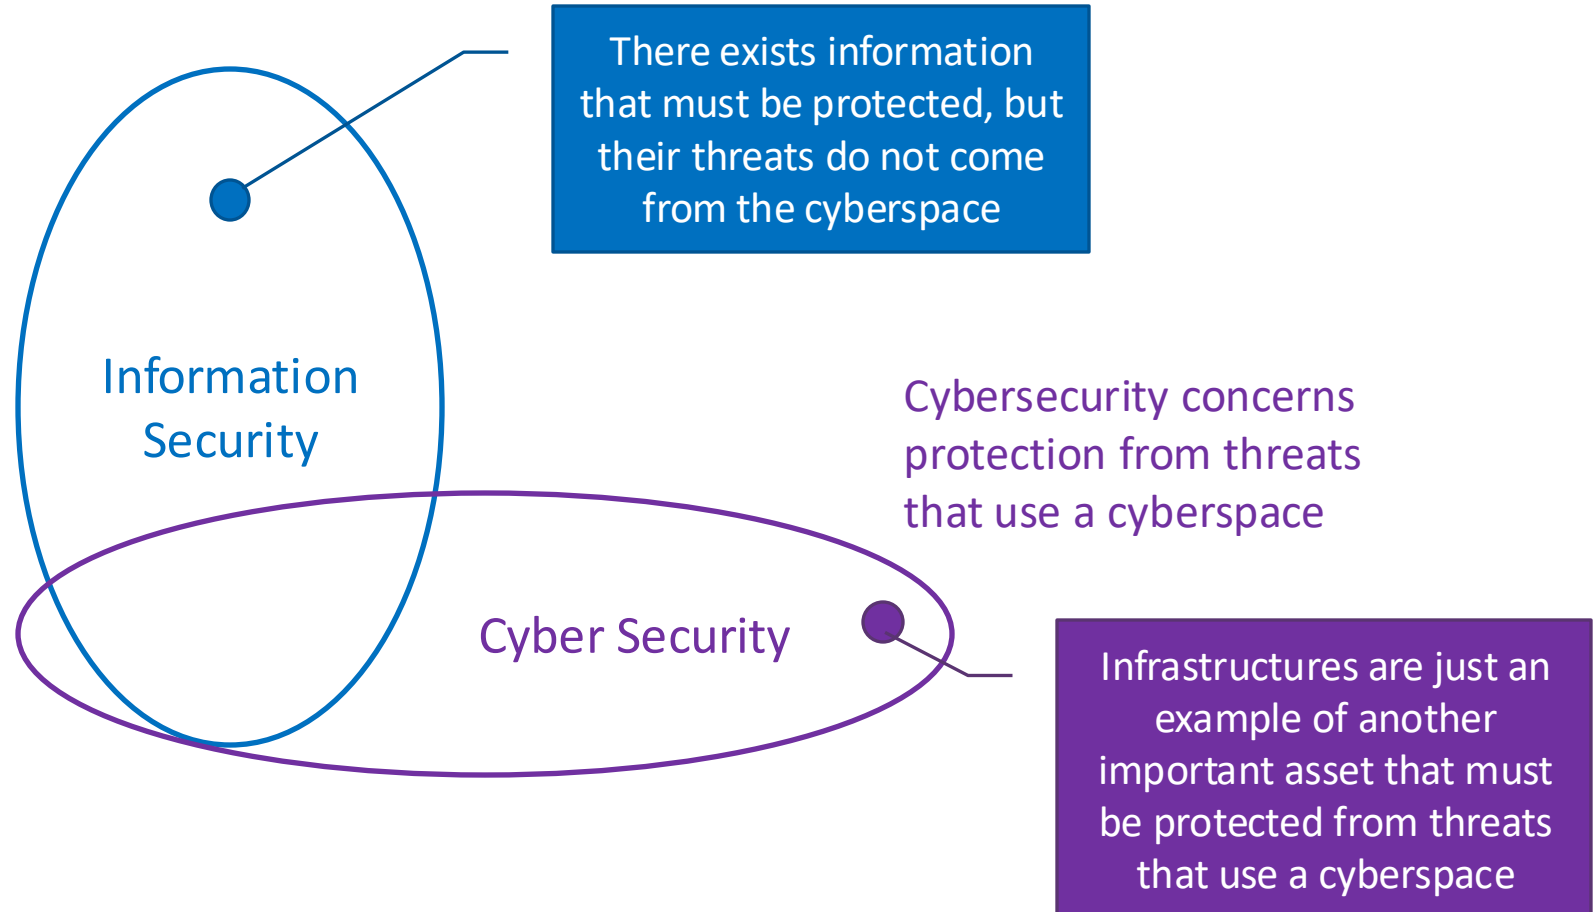 There exists information
that must be protected, but
their threats do not come
from the cyberspace
Information
Security
Cybersecurity concerns
protection from threats
that use a cyberspace
Cyber Security
Infrastructures are just an
example of another
important asset that must
be protected from threats
that use a cyberspace